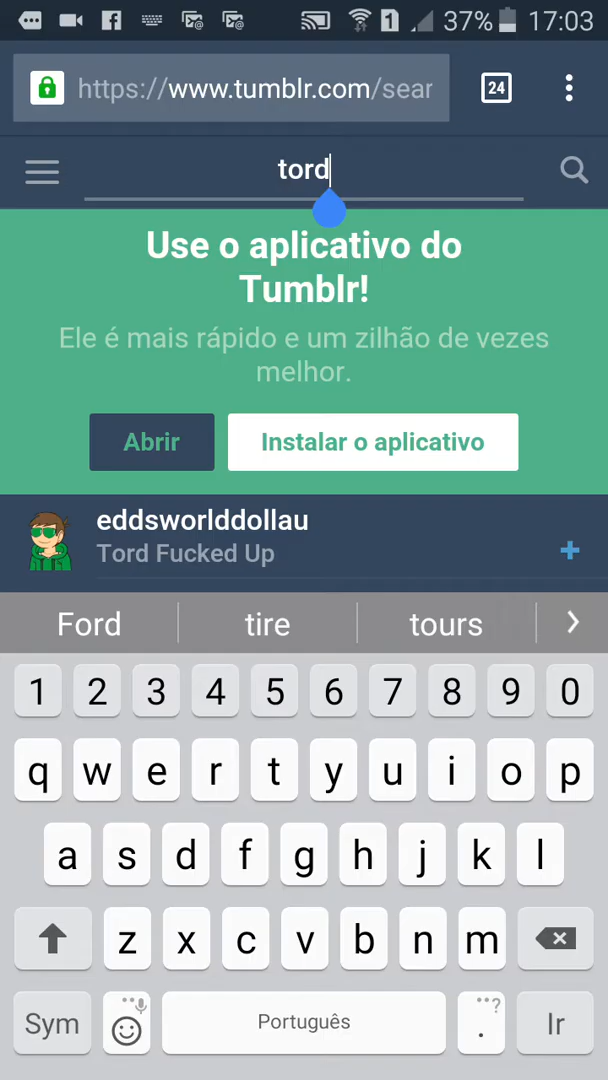 1 37% 17:03
https://www.tumblr.com/sear 24
tord
Use o aplicativo do
Tumblr!
Ele é mais rápido e um zilhão de vezes
melhor.
Abrir Instalar o aplicativo
eddsworlddollau
Tord Fucked Up
Ford tire tours
1 2 3 4 5 6 7 8 9 0
q w e r t y u i o p
a s d f g h j k l
z x c v b n m
Sym Português . ? Ir